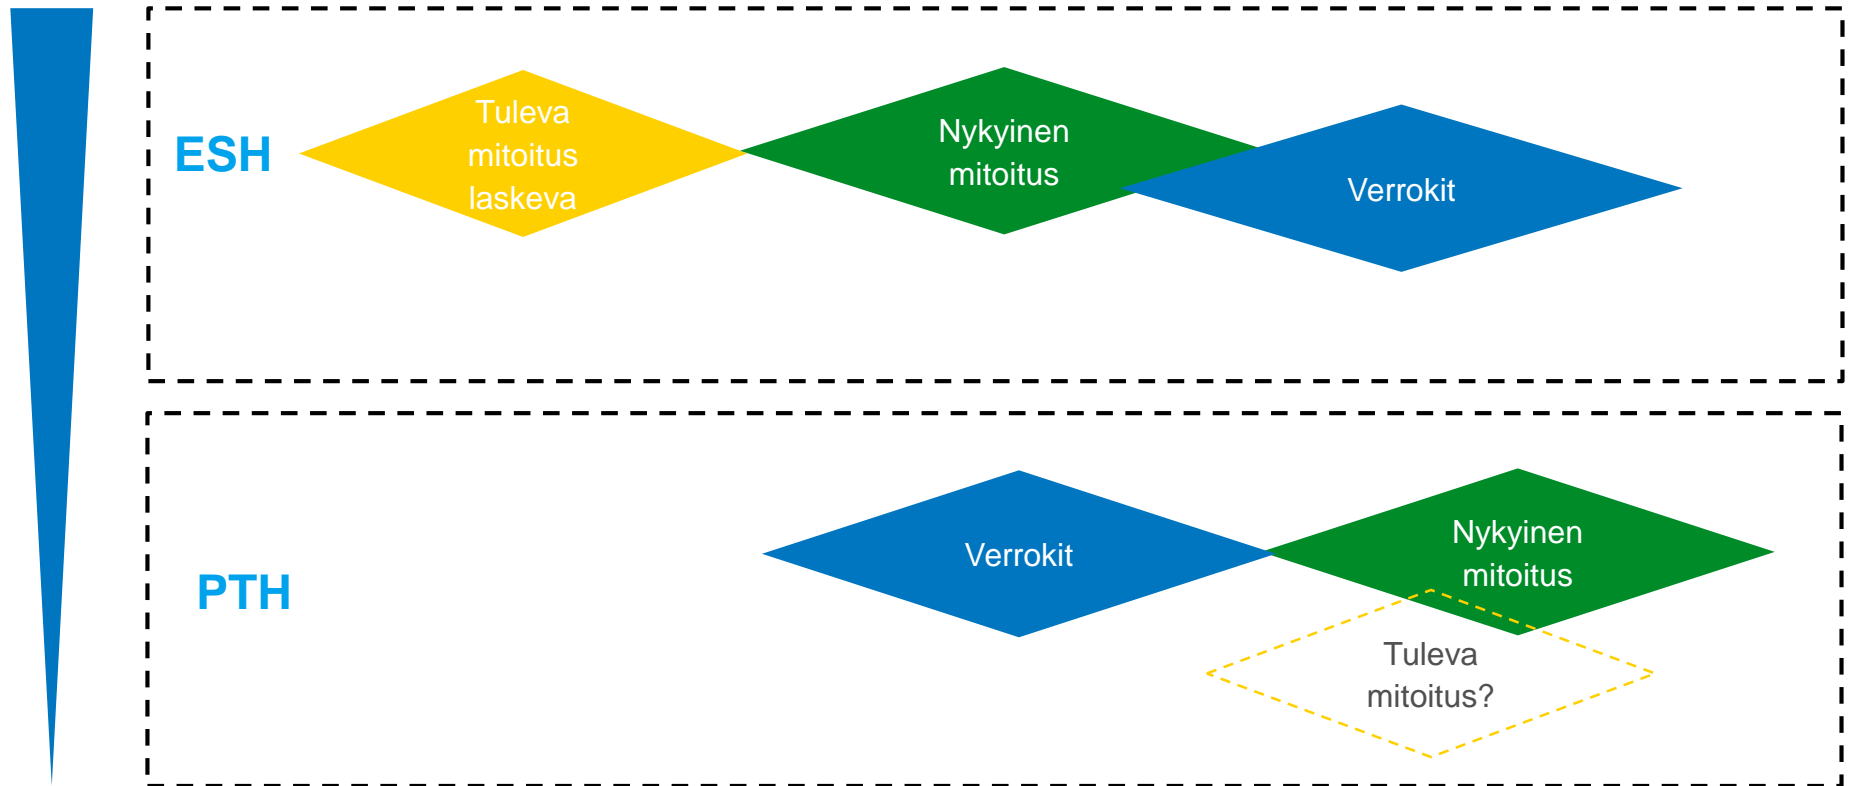 ESH
Tuleva
mitoitus
laskeva
Nykyinen
mitoitus
Verrokit
PTH
Verrokit
Nykyinen
mitoitus
Tuleva
mitoitus?